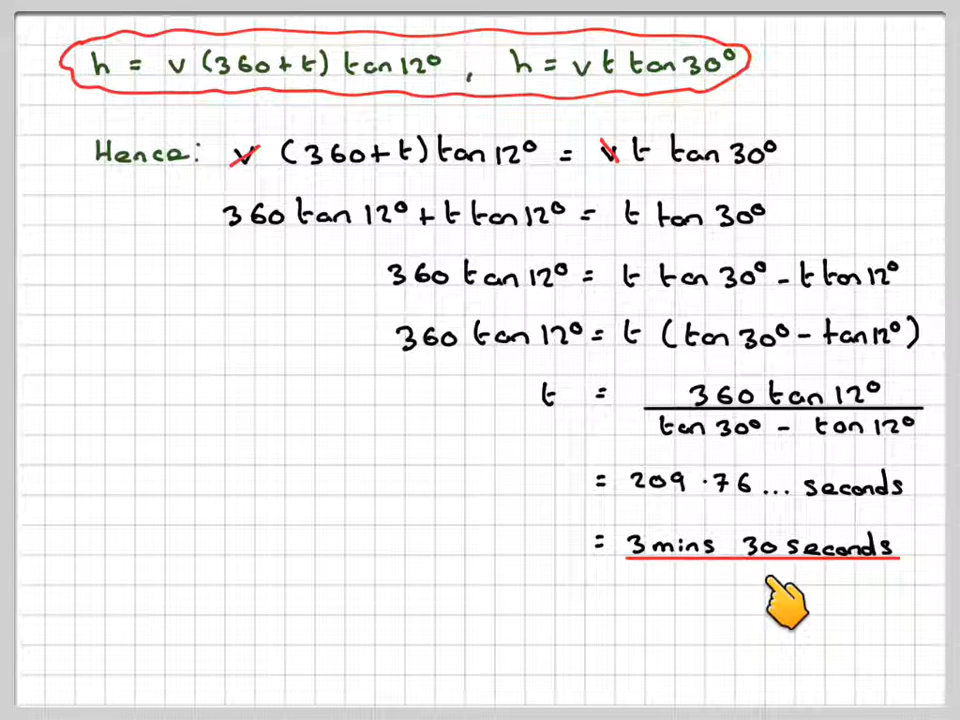 h = v (360 + t) tan 12° , h = v t tan 30°
Hence: v (360 + t) tan 12° = v t tan 30°
360 tan 12° + t tan 12° = t tan 30°
360 tan 12° = t tan 30° - t tan 12°
360 tan 12° = t (tan 30° - tan 12°)
t = 360 tan 12°
tan 30° - tan 12°
= 209.76... seconds
= 3 mins 30 seconds